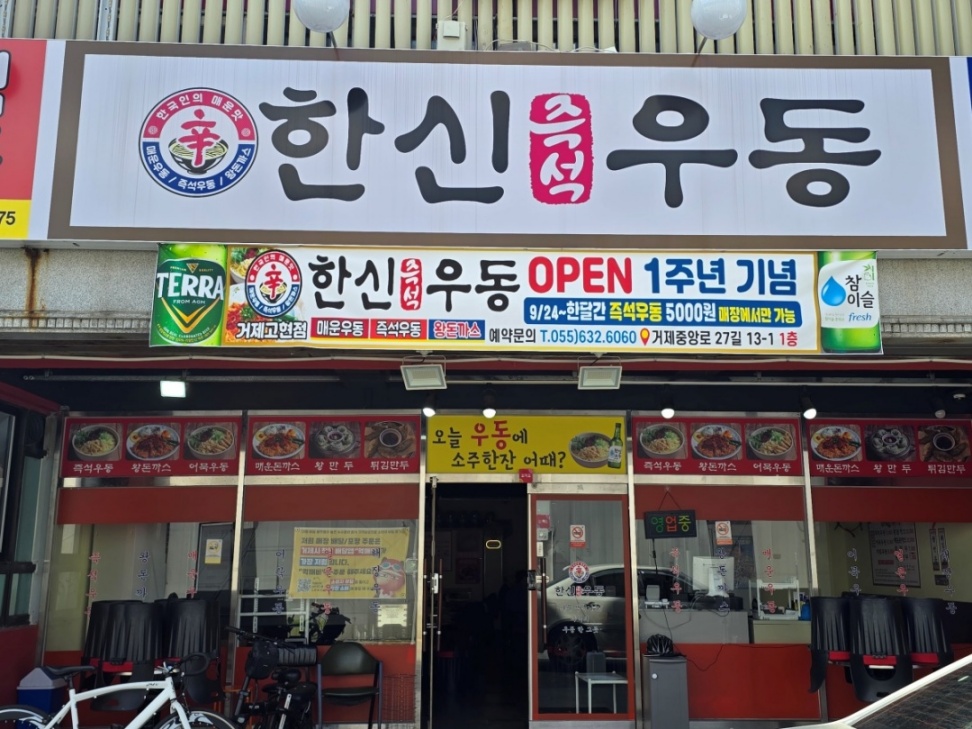 한국인의 매운맛
辛
매운우동 / 즉석우동 / 왕돈까스
한신 즉석 우동
75
TERRA
FROM AGN
辛
한신 즉석 우동 OPEN 1주년 기념
9/24~한달간 즉석우동 5000원 매장에서만 가능
거제고현점 매운우동 즉석우동 왕돈까스 예약문의 T.055)632.6060 거제중앙로 27길 13-1 1층
참이슬
fresh
즉석우동 왕돈까스 어묵우동
매운돈까스 왕만두 튀김만두
오늘 우동에
소주한잔 어때?
즉석우동 왕돈까스 어묵우동
매운돈까스 왕만두 튀김만두
영업중
한신 우동